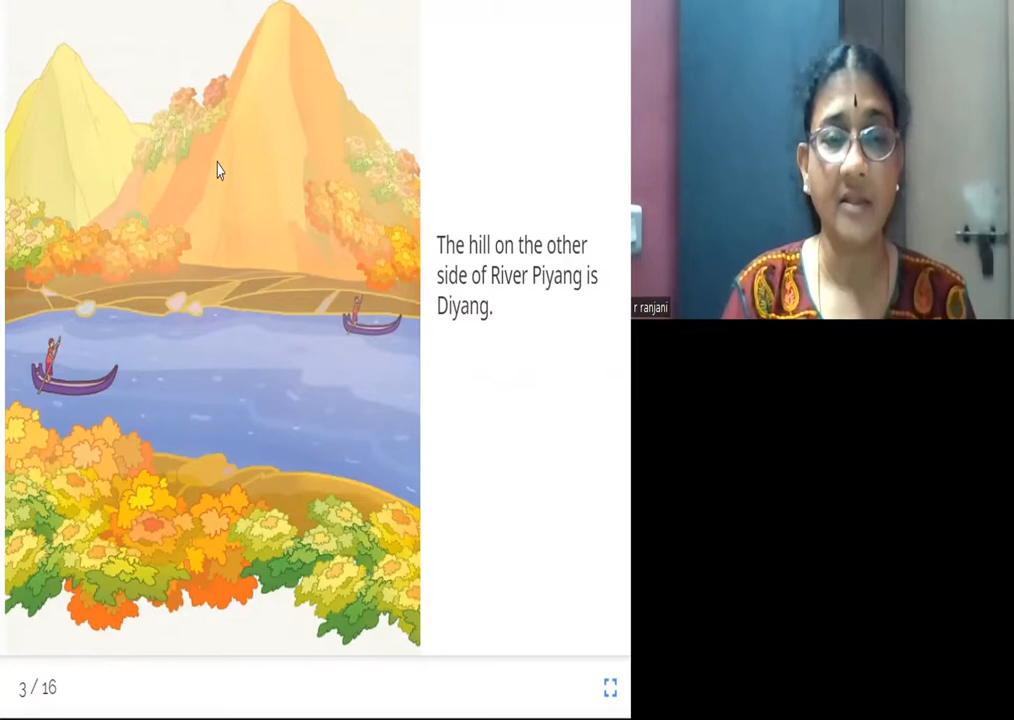 The hill on the other
side of River Piyang is
Diyang.
r ranjani
3 / 16